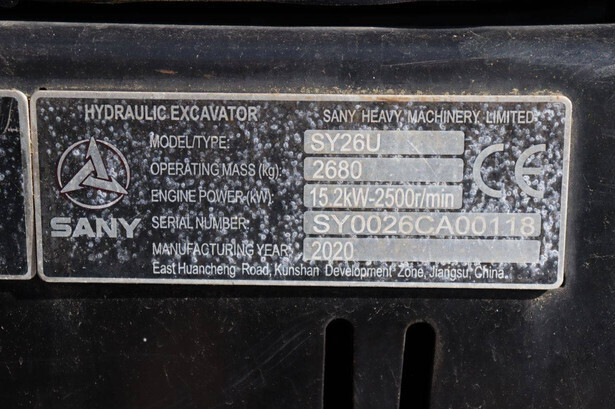 HYDRAULIC EXCAVATOR SANY HEAVY MACHINERY LIMITED
MODEL/TYPE: SY26U
OPERATING MASS (kg): 2680
ENGINE POWER (kW): 15.2kW-2500r/min
SERIAL NUMBER: SY0026CA00118
MANUFACTURING YEAR: 2020
East Huancheng Road, Kunshan Development Zone, Jiangsu, China.
SANY
CE